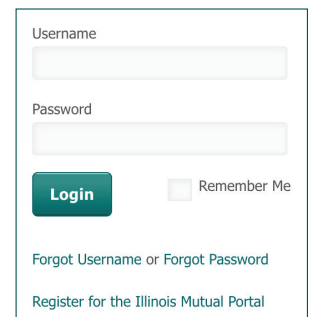 Username
Password
Login
Remember Me
Forgot Username or Forgot Password
Register for the Illinois Mutual Portal